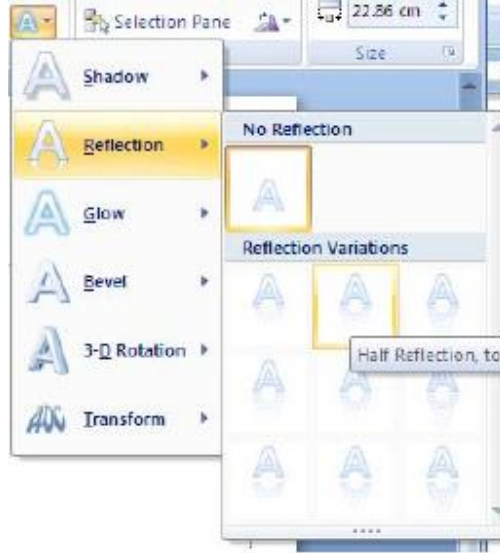 Selection Pane
22.86 cm
Size
Shadow
Reflection
Glow
Bevel
3-D Rotation
Transform
No Reflection
Reflection Variations
Half Reflection, to